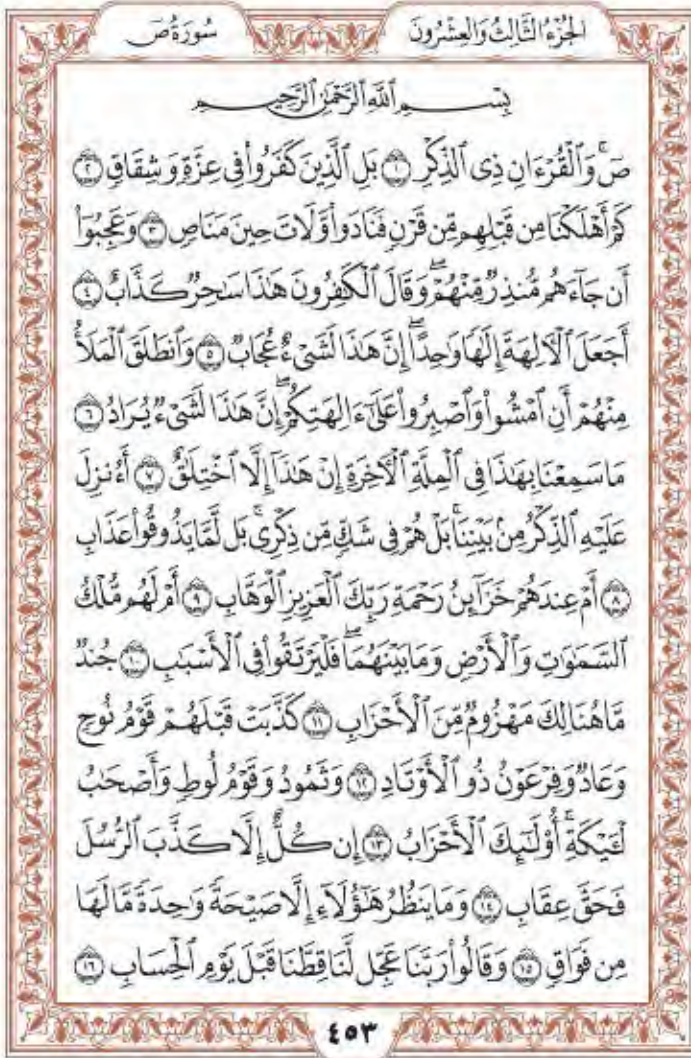 الجُزْءُ الثَّالِثُ وَالعِشْرُونَ
سُورَةُ صٓ
بِسْمِ ٱللَّهِ ٱلرَّحْمَٰنِ ٱلرَّحِيمِ
صٓۚ وَٱلْقُرْءَانِ ذِى ٱلذِّكْرِ ١ بَلِ ٱلَّذِينَ كَفَرُوا۟ فِى عِزَّةٍ وَشِقَاقٍ ٢
كَمْ أَهْلَكْنَا مِن قَبْلِهِم مِّن قَرْنٍ فَنَادَوا۟ وَّلَاتَ حِينَ مَنَاصٍ ٣ وَعَجِبُوٓا۟
أَن جَآءَهُم مُّنذِرٌ مِّنْهُمْۖ وَقَالَ ٱلْكَٰفِرُونَ هَٰذَا سَٰحِرٌ كَذَّابٌ ٤
أَجَعَلَ ٱلْءَالِهَةَ إِلَٰهًا وَٰحِدًاۖ إِنَّ هَٰذَا لَشَىْءٌ عُجَابٌ ٥ وَٱنطَلَقَ ٱلْمَلَأُ
مِنْهُمْ أَنِ ٱمْشُوا۟ وَٱصْبِرُوا۟ عَلَىٰٓ ءَالِهَتِكُمْۖ إِنَّ هَٰذَا لَشَىْءٌ يُرَادُ ٦
مَا سَمِعْنَا بِهَٰذَا فِى ٱلْمِلَّةِ ٱلْءَاخِرَةِ إِنْ هَٰذَآ إِلَّا ٱخْتِلَٰقٌ ٧ أَءُنزِلَ
عَلَيْهِ ٱلذِّكْرُ مِنۢ بَيْنِنَاۚ بَلْ هُمْ فِى شَكٍّ مِّن ذِكْرِىۚ بَل لَّمَّا يَذُوقُوا۟ عَذَابِ
٨ أَمْ عِندَهُمْ خَزَآئِنُ رَحْمَةِ رَبِّكَ ٱلْعَزِيزِ ٱلْوَهَّابِ ٩ أَمْ لَهُم مُّلْكُ
ٱلسَّمَٰوَٰتِ وَٱلْأَرْضِ وَمَا بَيْنَهُمَاۖ فَلْيَرْتَقُوا۟ فِى ٱلْأَسْبَٰبِ ١٠ جُندٌ
مَّا هُنَالِكَ مَهْزُومٌ مِّنَ ٱلْأَحْزَابِ ١١ كَذَّبَتْ قَبْلَهُمْ قَوْمُ نُوحٍ
وَعَادٌ وَفِرْعَوْنُ ذُو ٱلْأَوْتَادِ ١٢ وَثَمُودُ وَقَوْمُ لُوطٍ وَأَصْحَٰبُ
لْـَٔيْكَةِۚ أُو۟لَٰٓئِكَ ٱلْأَحْزَابُ ١٣ إِن كُلٌّ إِلَّا كَذَّبَ ٱلرُّسُلَ
فَحَقَّ عِقَابِ ١٤ وَمَا يَنظُرُ هَٰٓؤُلَآءِ إِلَّا صَيْحَةً وَٰحِدَةً مَّا لَهَا
مِن فَوَاقٍ ١٥ وَقَالُوا۟ رَبَّنَا عَجِّل لَّنَا قِطَّنَا قَبْلَ يَوْمِ ٱلْحِسَابِ ١٦
٤٥٣